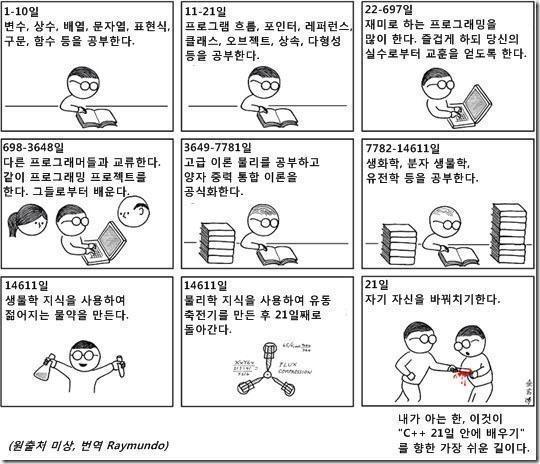 1-10일
변수, 상수, 배열, 문자열, 표현식,
구문, 함수 등을 공부한다.
11-21일
프로그램 흐름, 포인터, 레퍼런스,
클래스, 오브젝트, 상속, 다형성
등을 공부한다.
22-697일
재미로 하는 프로그래밍을
많이 한다. 즐겁게 하되 당신의
실수로부터 교훈을 얻도록 한다.
698-3648일
다른 프로그래머들과 교류한다.
같이 프로그래밍 프로젝트를
한다. 그들로부터 배운다.
3649-7781일
고급 이론 물리를 공부하고
양자 중력 통합 이론을
공식화한다.
7782-14611일
생화학, 분자 생물학,
유전학 등을 공부한다.
14611일
생물학 지식을 사용하여
젊어지는 물약을 만든다.
14611일
물리학 지식을 사용하여 유동
축전기를 만든 후 21일째로
돌아간다.
FLUX
COMPRESSION
21일
자기 자신을 바꿔치기한다.
내가 아는 한, 이것이
"C++ 21일 안에 배우기"
를 향한 가장 쉬운 길이다.
(원출처 미상, 번역 Raymundo)